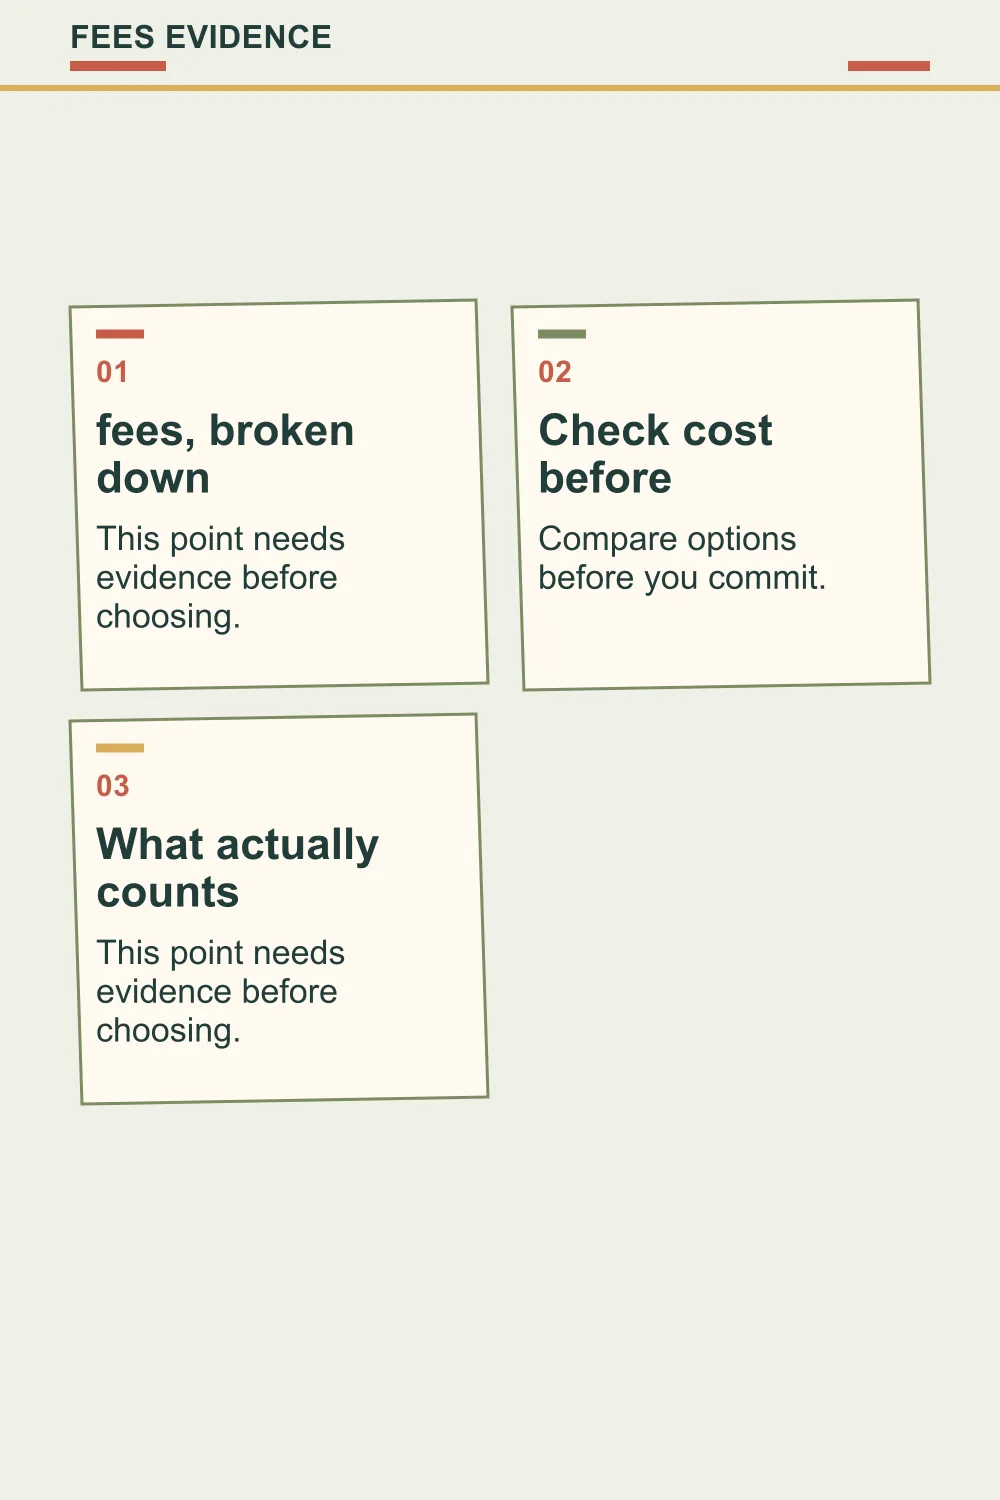 FEES EVIDENCE
01
fees, broken
down
This point needs
evidence before
choosing.
02
Check cost
before
Compare options
before you commit.
03
What actually
counts
This point needs
evidence before
choosing.